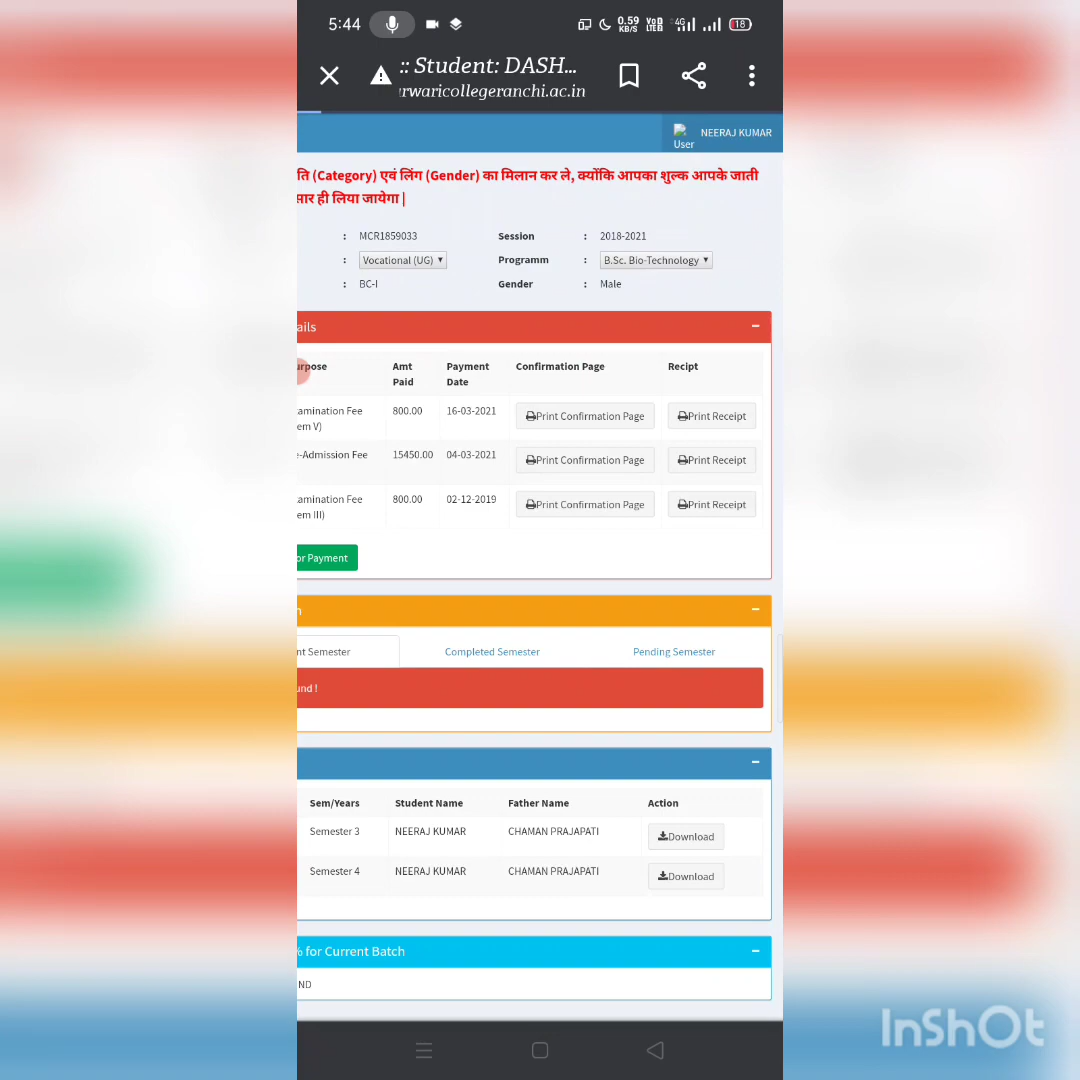 5:44 0.59 KB/S VoD LTE 4G 18
:: Student: DASH...
rwaricollegeranchi.ac.in
User NEERAJ KUMAR
ति (Category) एवं लिंग (Gender) का मिलान कर ले, क्योंकि आपका शुल्क आपके जाती
सार ही लिया जायेगा |
: MCR1859033 Session : 2018-2021
: Vocational (UG) Programm : B.Sc. Bio-Technology
: BC-I Gender : Male
ails
urpose Amt Paid Payment Date Confirmation Page Recipt
amination Fee 800.00 16-03-2021 Print Confirmation Page Print Receipt
em V)
e-Admission Fee 15450.00 04-03-2021 Print Confirmation Page Print Receipt
amination Fee 800.00 02-12-2019 Print Confirmation Page Print Receipt
em III)
or Payment
n
nt Semester Completed Semester Pending Semester
und !
Sem/Years Student Name Father Name Action
Semester 3 NEERAJ KUMAR CHAMAN PRAJAPATI Download
Semester 4 NEERAJ KUMAR CHAMAN PRAJAPATI Download
% for Current Batch
ND
InShOt